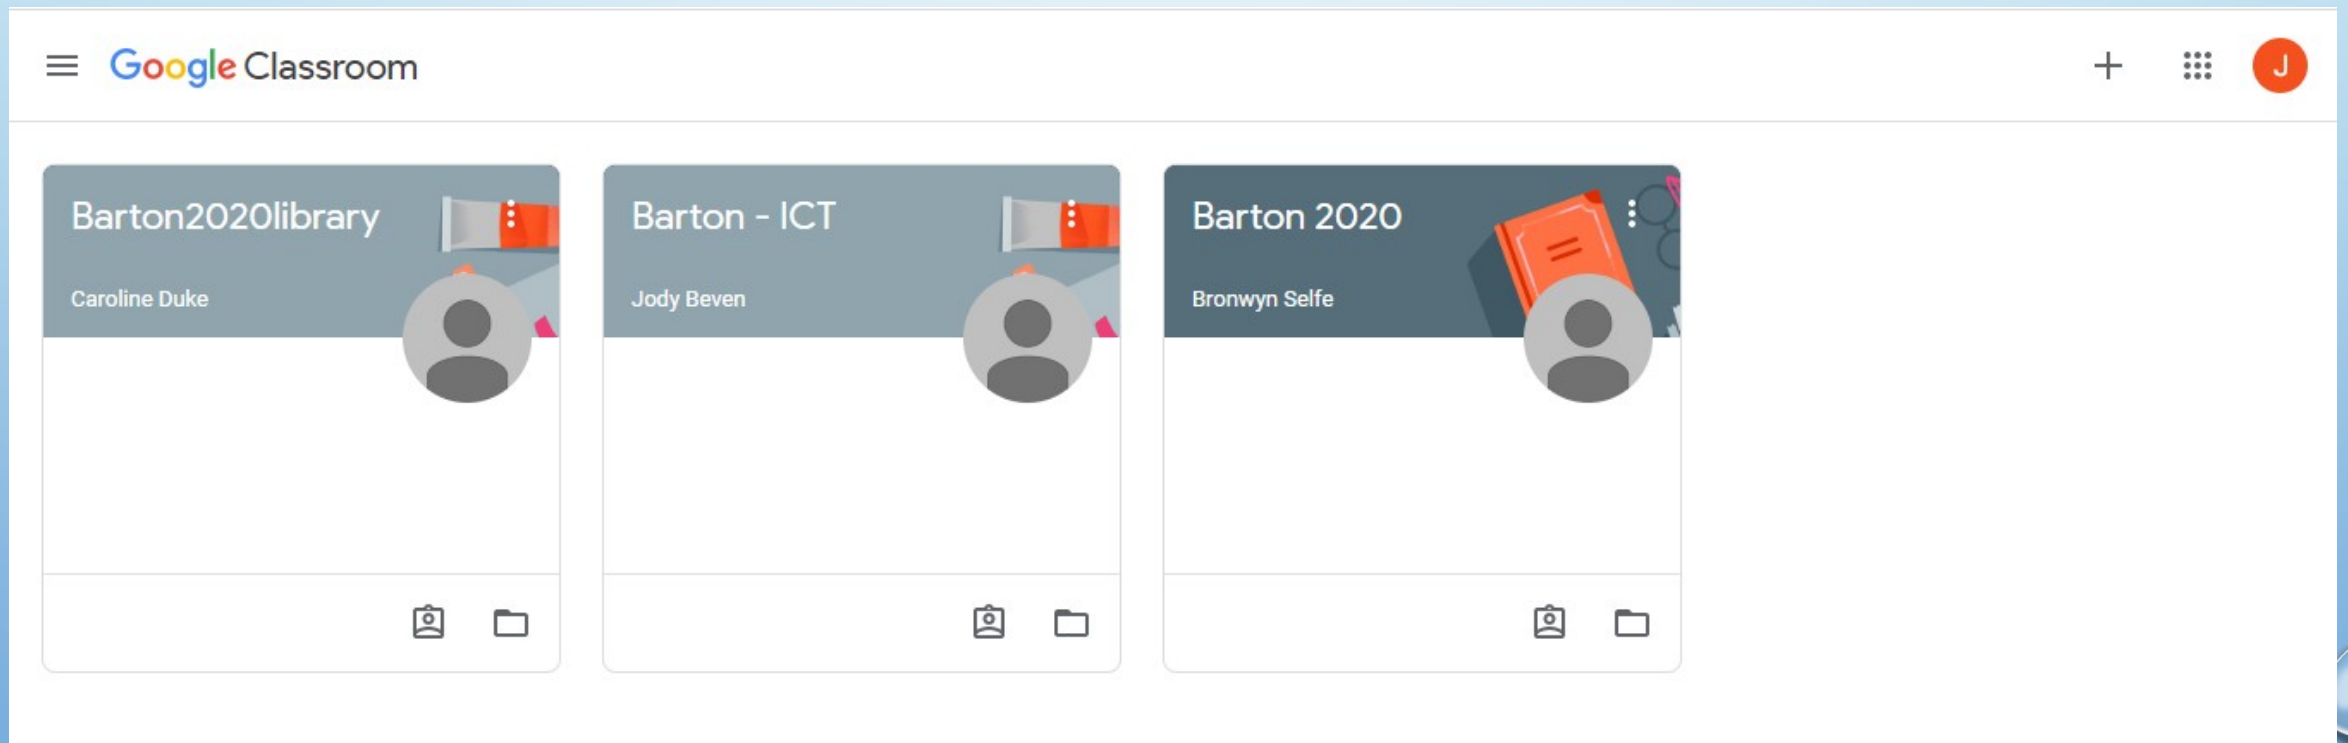 Google Classroom
J
Barton2020library
Caroline Duke
Barton - ICT
Jody Beven
Barton 2020
Bronwyn Selfe